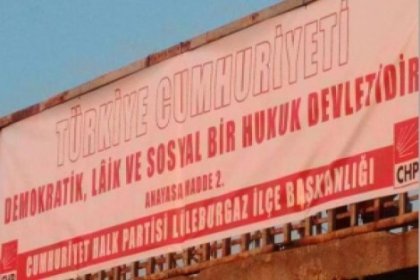 TÜRKİYE CUMHURİYETİ
DEMOKRATİK, LÂİK VE SOSYAL BİR HUKUK DEVLETİDİR
ANAYASA MADDE 2.
CUMHURİYET HALK PARTİSİ LÜLEBURGAZ İLÇE BAŞKANLIĞI
CHP